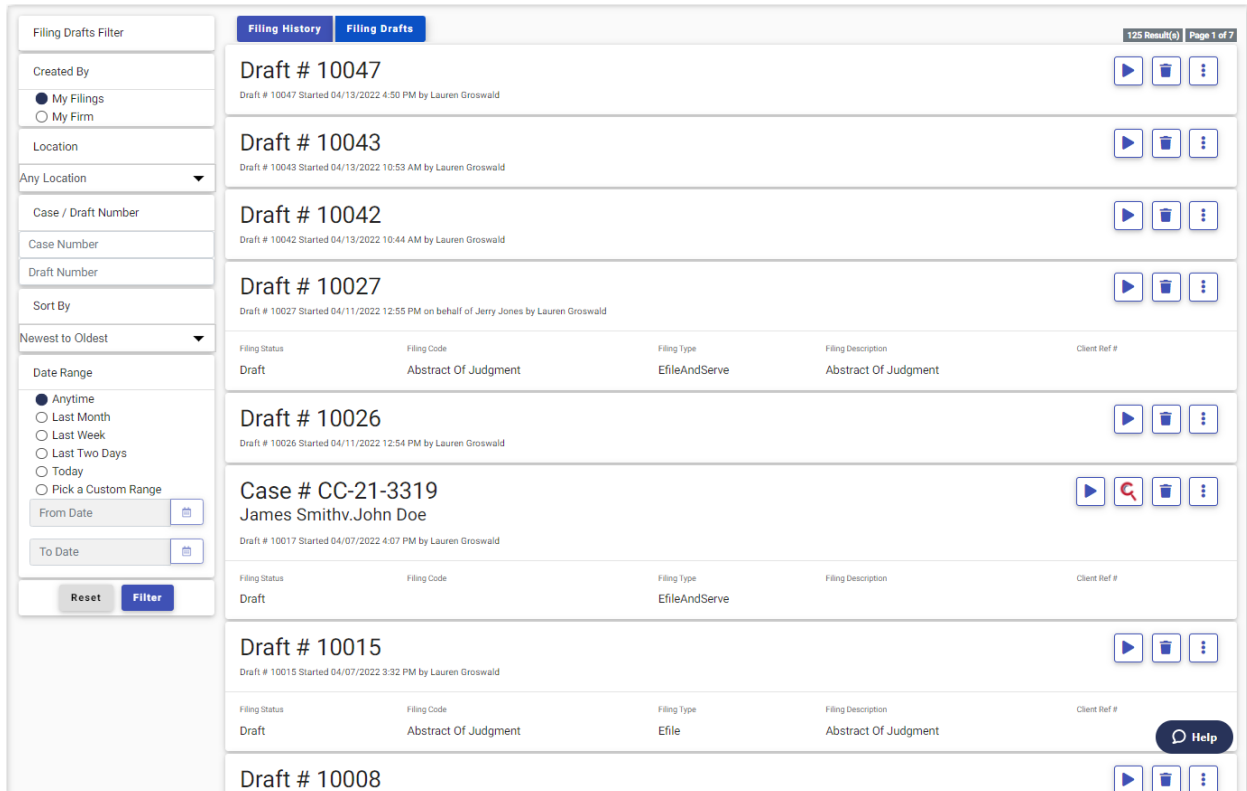 Filing Drafts Filter
Created By
My Filings
My Firm
Location
Any Location
Case / Draft Number
Case Number
Draft Number
Sort By
Newest to Oldest
Date Range
Anytime
Last Month
Last Week
Last Two Days
Today
Pick a Custom Range
From Date
To Date
Reset Filter
Filing History Filing Drafts
125 Result(s) Page 1 of 7
Draft # 10047
Draft # 10047 Started 04/13/2022 4:50 PM by Lauren Groswald
Draft # 10043
Draft # 10043 Started 04/13/2022 10:53 AM by Lauren Groswald
Draft # 10042
Draft # 10042 Started 04/13/2022 10:44 AM by Lauren Groswald
Draft # 10027
Draft # 10027 Started 04/11/2022 12:55 PM on behalf of Jerry Jones by Lauren Groswald
Filing Status Filing Code Filing Type Filing Description Client Ref #
Draft Abstract Of Judgment EfileAndServe Abstract Of Judgment
Draft # 10026
Draft # 10026 Started 04/11/2022 12:54 PM by Lauren Groswald
Case # CC-21-3319
James Smithv.John Doe
Draft # 10017 Started 04/07/2022 4:07 PM by Lauren Groswald
Filing Status Filing Code Filing Type Filing Description Client Ref #
Draft EfileAndServe
Draft # 10015
Draft # 10015 Started 04/07/2022 3:32 PM by Lauren Groswald
Filing Status Filing Code Filing Type Filing Description Client Ref #
Draft Abstract Of Judgment Efile Abstract Of Judgment
Help
Draft # 10008